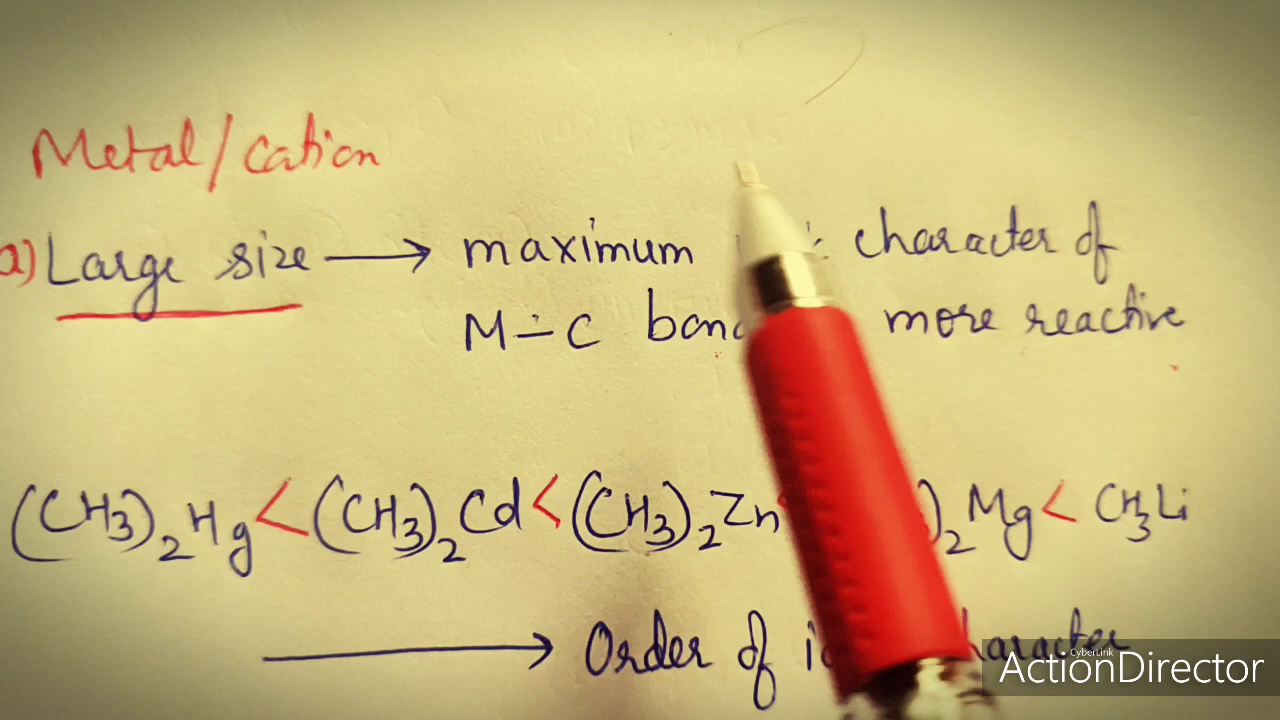 Metal/cation
a) Large size → maximum character of
M–C more reactive
(CH3)2Hg < (CH3)2Cd < (CH3)2Zn )2Mg < CH3Li
→ Order of
CyberLink
ActionDirector